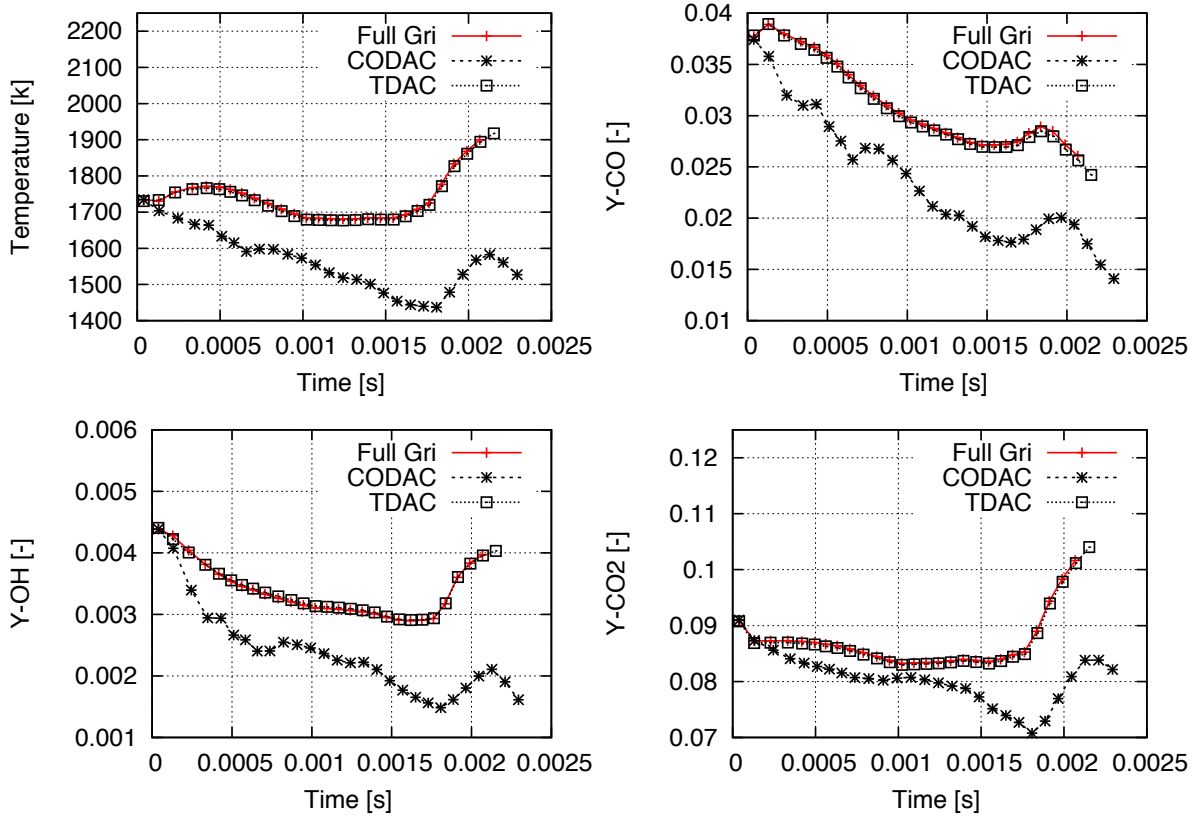 2200
2100
2000
1900
1800
1700
1600
1500
1400
0 0.0005 0.001 0.0015 0.002 0.0025
Temperature [k]
Time [s]
Full Gri
CODAC
TDAC
0.04
0.035
0.03
0.025
0.02
0.015
0.01
0 0.0005 0.001 0.0015 0.002 0.0025
Y-CO [-]
Time [s]
Full Gri
CODAC
TDAC
0.006
0.005
0.004
0.003
0.002
0.001
0 0.0005 0.001 0.0015 0.002 0.0025
Y-OH [-]
Time [s]
Full Gri
CODAC
TDAC
0.12
0.11
0.1
0.09
0.08
0.07
0 0.0005 0.001 0.0015 0.002 0.0025
Y-CO2 [-]
Time [s]
Full Gri
CODAC
TDAC